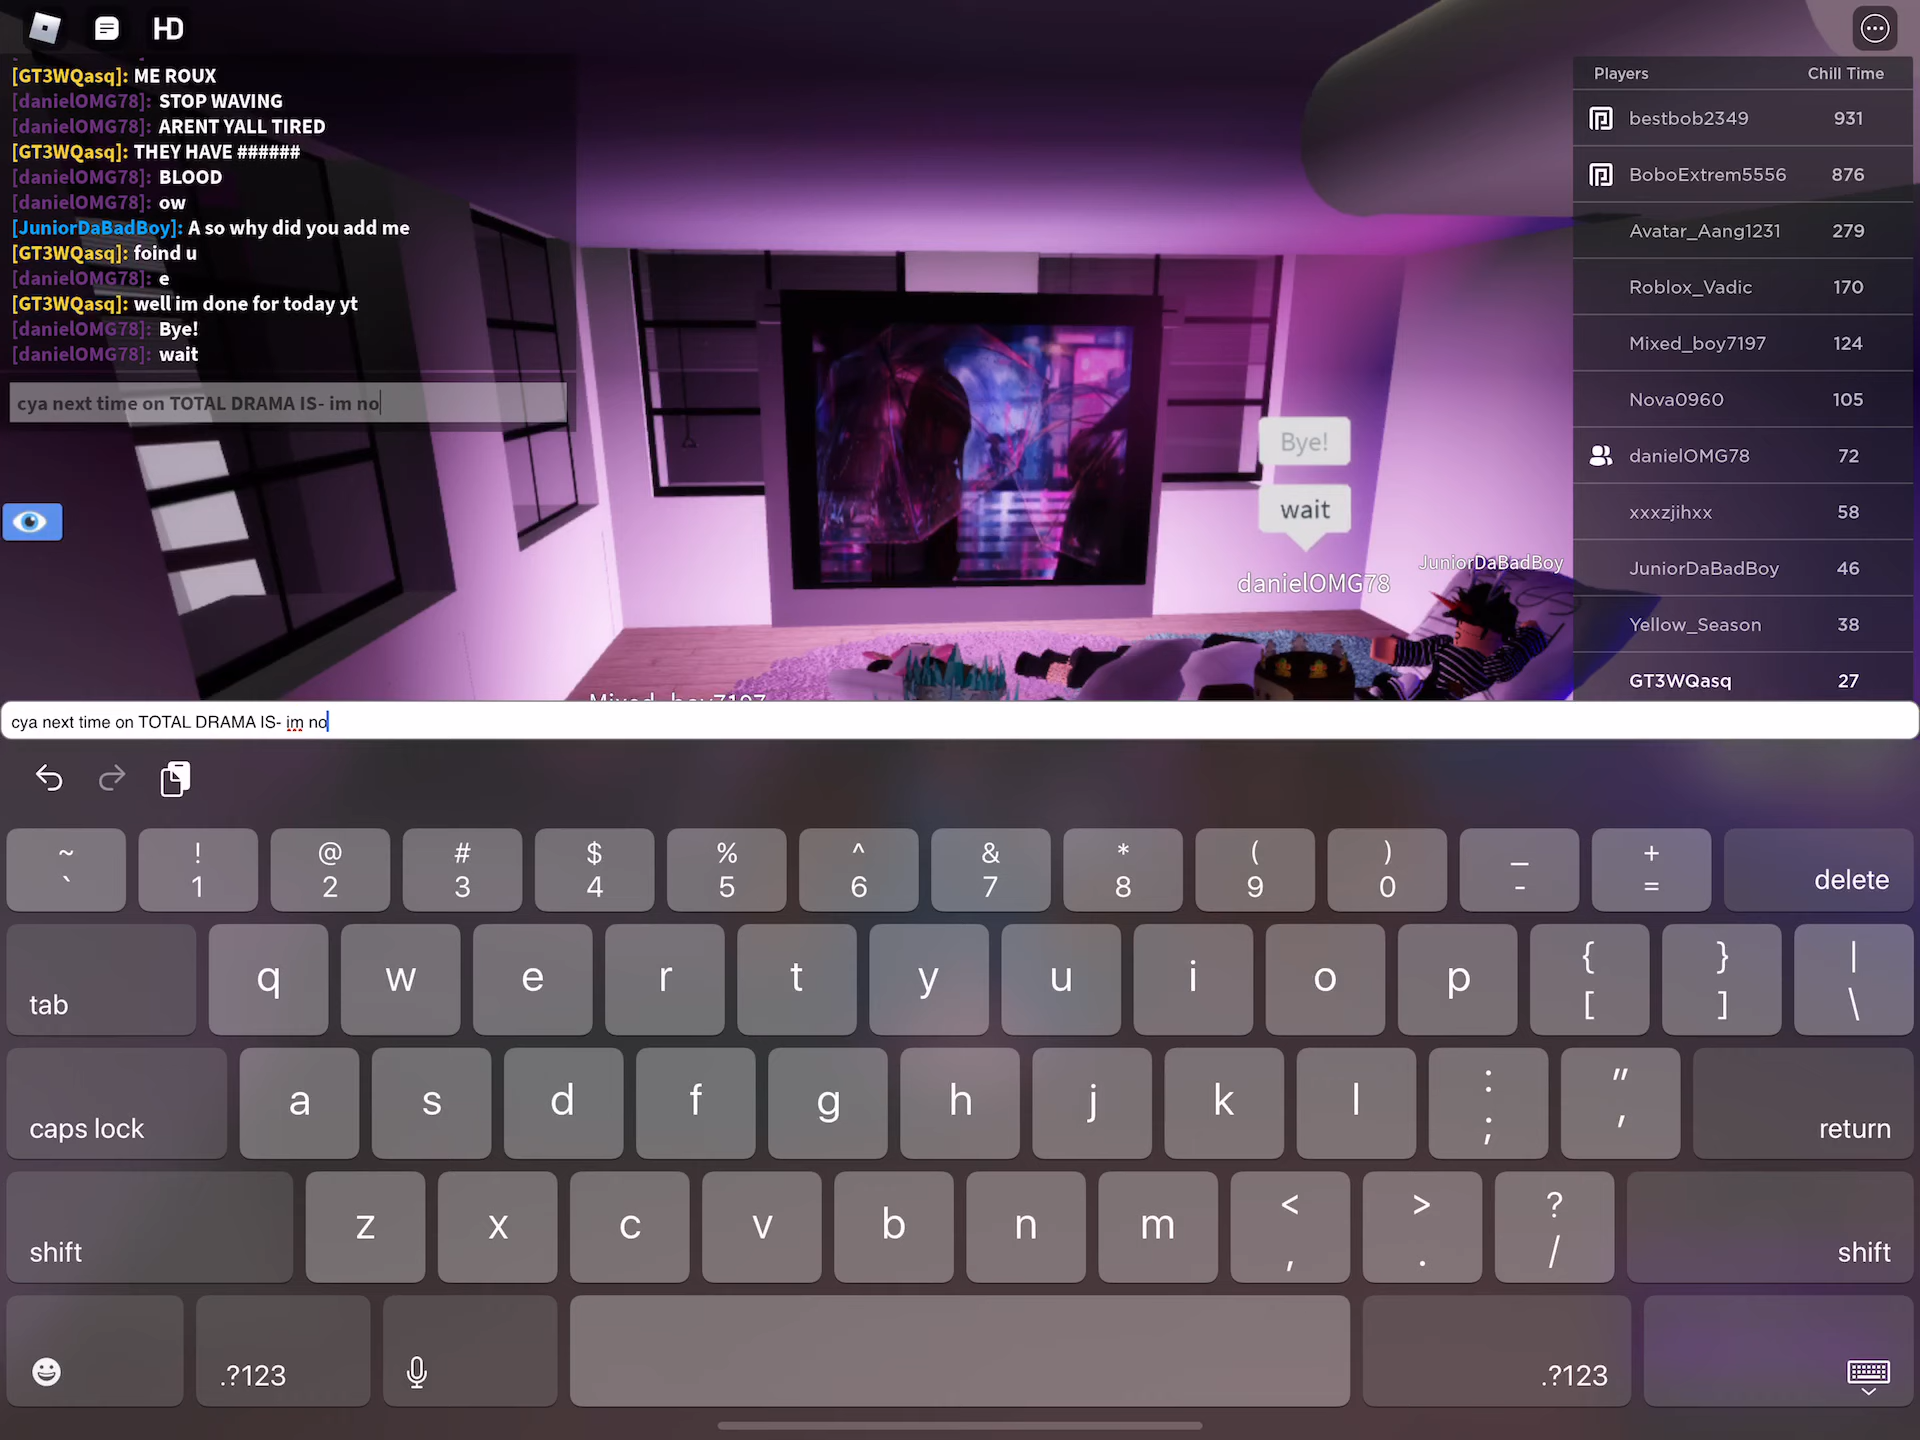 HD
[GT3WQasq]: ME ROUX
[danielOMG78]: STOP WAVING
[danielOMG78]: ARENT YALL TIRED
[GT3WQasq]: THEY HAVE ######
[danielOMG78]: BLOOD
[danielOMG78]: ow
[JuniorDaBadBoy]: A so why did you add me
[GT3WQasq]: foind u
[danielOMG78]: e
[GT3WQasq]: well im done for today yt
[danielOMG78]: Bye!
[danielOMG78]: wait
cya next time on TOTAL DRAMA IS- im no
Bye!
wait
danielOMG78
JuniorDaBadBoy
Mixed_boy7197
Players Chill Time
bestbob2349 931
BoboExtrem5556 876
Avatar_Aang1231 279
Roblox_Vadic 170
Mixed_boy7197 124
Nova0960 105
danielOMG78 72
xxxzjihxx 58
JuniorDaBadBoy 46
Yellow_Season 38
GT3WQasq 27
cya next time on TOTAL DRAMA IS- im no
~ ! @ # $ % ^ & * ( ) _ +
` 1 2 3 4 5 6 7 8 9 0 - = delete
tab q w e r t y u i o p { [ } ] | \
caps lock a s d f g h j k l : ; " ' return
shift z x c v b n m < , > . ? / shift
.?123 .?123